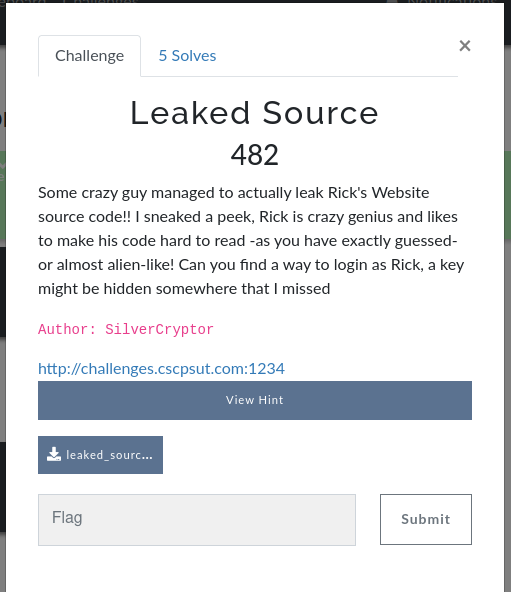 Challenge
5 Solves
×
Leaked Source
482
Some crazy guy managed to actually leak Rick's Website
source code!! I sneaked a peek, Rick is crazy genius and likes
to make his code hard to read -as you have exactly guessed-
or almost alien-like! Can you find a way to login as Rick, a key
might be hidden somewhere that I missed
Author: SilverCryptor
http://challenges.cscpsut.com:1234
View Hint
leaked_sourc...
Flag
Submit